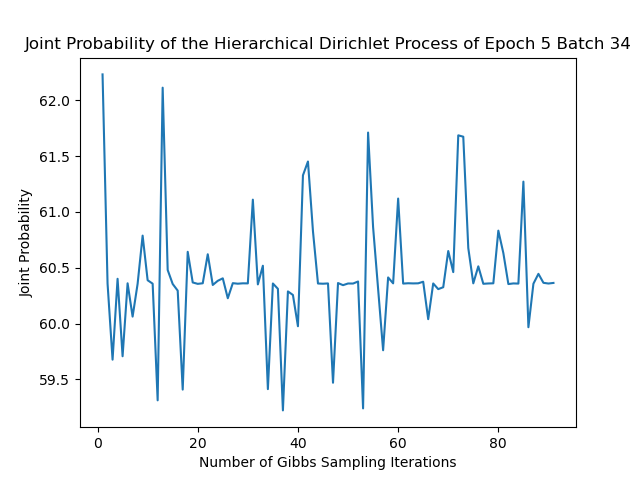 Joint Probability of the Hierarchical Dirichlet Process of Epoch 5 Batch 34
62.0
61.5
61.0
60.5
60.0
59.5
Joint Probability
0 20 40 60 80
Number of Gibbs Sampling Iterations